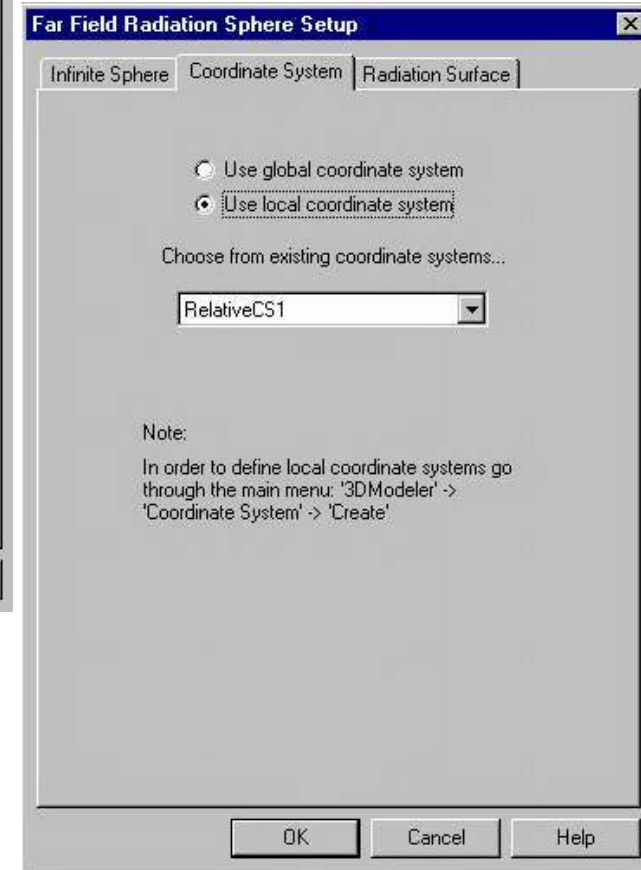 Far Field Radiation Sphere Setup
Infinite Sphere
Coordinate System
Radiation Surface
Use global coordinate system
Use local coordinate system
Choose from existing coordinate systems...
RelativeCS1
Note:
In order to define local coordinate systems go
through the main menu: '3DModeler' ->
'Coordinate System' -> 'Create'
OK
Cancel
Help